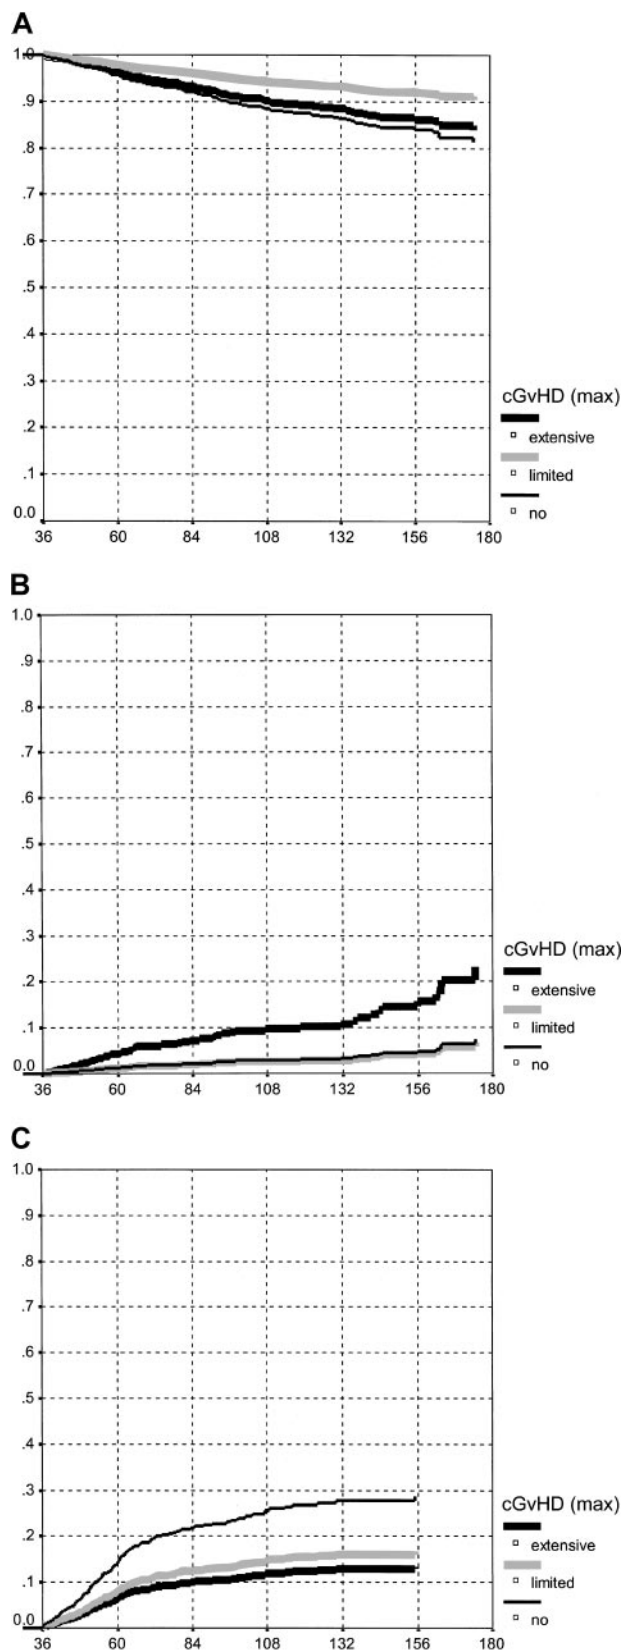 A
1.0
.9
.8
.7
.6
.5
.4
.3
.2
.1
0.0
36 60 84 108 132 156 180
cGvHD (max)
extensive
limited
no
B
1.0
.9
.8
.7
.6
.5
.4
.3
.2
.1
0.0
36 60 84 108 132 156 180
cGvHD (max)
extensive
limited
no
C
1.0
.9
.8
.7
.6
.5
.4
.3
.2
.1
0.0
36 60 84 108 132 156 180
cGvHD (max)
extensive
limited
no